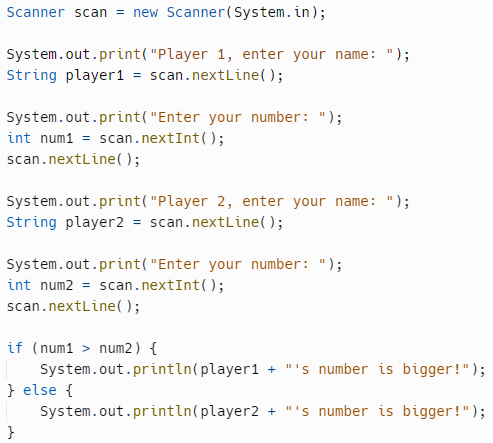 Scanner scan = new Scanner(System.in);

System.out.print("Player 1, enter your name: ");
String player1 = scan.nextLine();

System.out.print("Enter your number: ");
int num1 = scan.nextInt();
scan.nextLine();

System.out.print("Player 2, enter your name: ");
String player2 = scan.nextLine();

System.out.print("Enter your number: ");
int num2 = scan.nextInt();
scan.nextLine();

if (num1 > num2) {
    System.out.println(player1 + "'s number is bigger!");
} else {
    System.out.println(player2 + "'s number is bigger!");
}